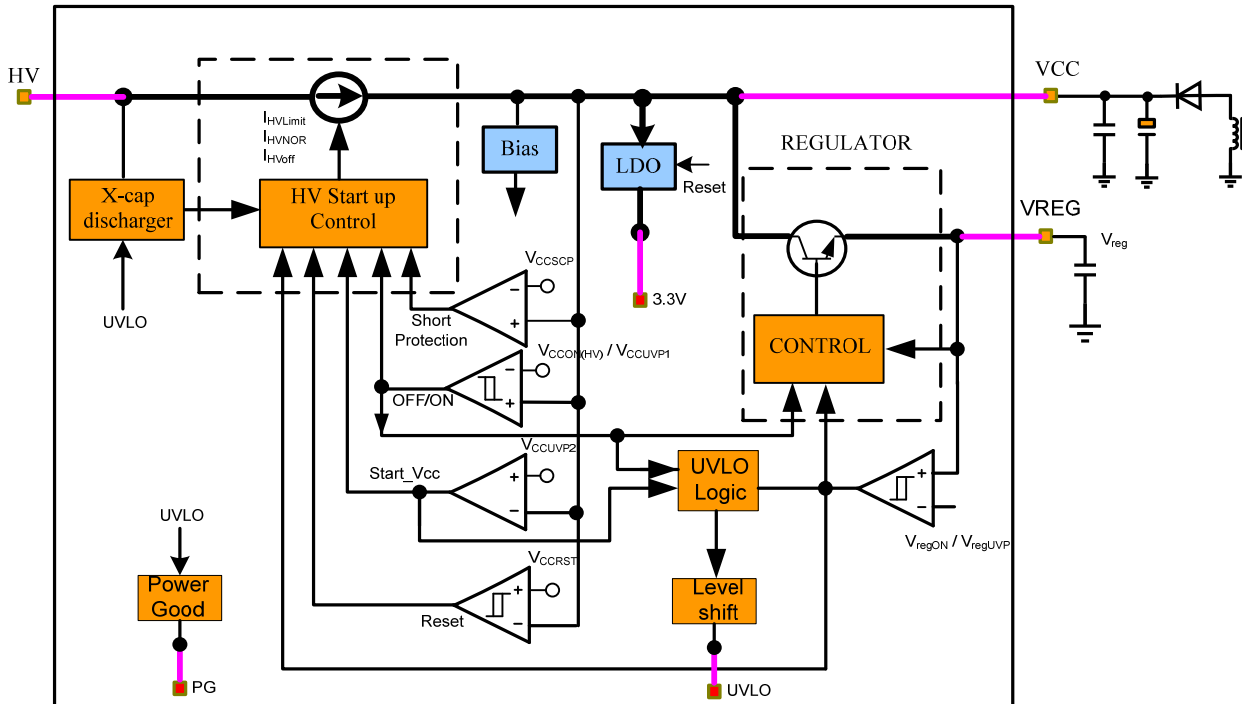 HV
VCC
I_HVLimit
I_HVNOR
I_HVoff
Bias
LDO
Reset
REGULATOR
X-cap
discharger
HV Start up
Control
VREG
V_reg
UVLO
V_CCSCP
3.3V
Short
Protection
CONTROL
V_CCON(HV) / V_CCUVP1
OFF/ON
V_CCUVP2
Start_Vcc
UVLO
Logic
V_regON / V_regUVP
UVLO
V_CCRST
Power
Good
Level
shift
Reset
PG
UVLO
+
−
+
−
+
−
+
−
+
−